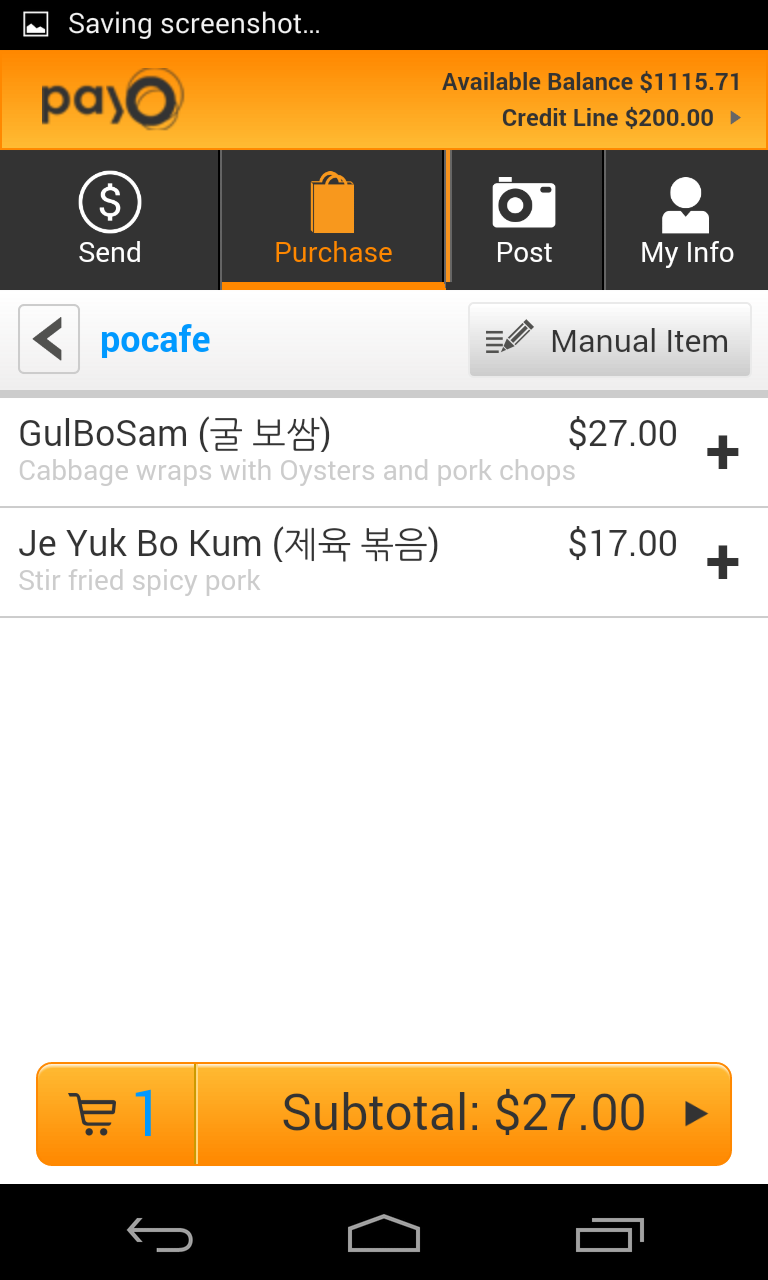 Saving screenshot…
payo
Available Balance $1115.71
Credit Line $200.00
Send
Purchase
Post
My Info
pocafe
Manual Item
GulBoSam (굴 보쌈)
$27.00
Cabbage wraps with Oysters and pork chops
Je Yuk Bo Kum (제육 볶음)
$17.00
Stir fried spicy pork
1
Subtotal: $27.00